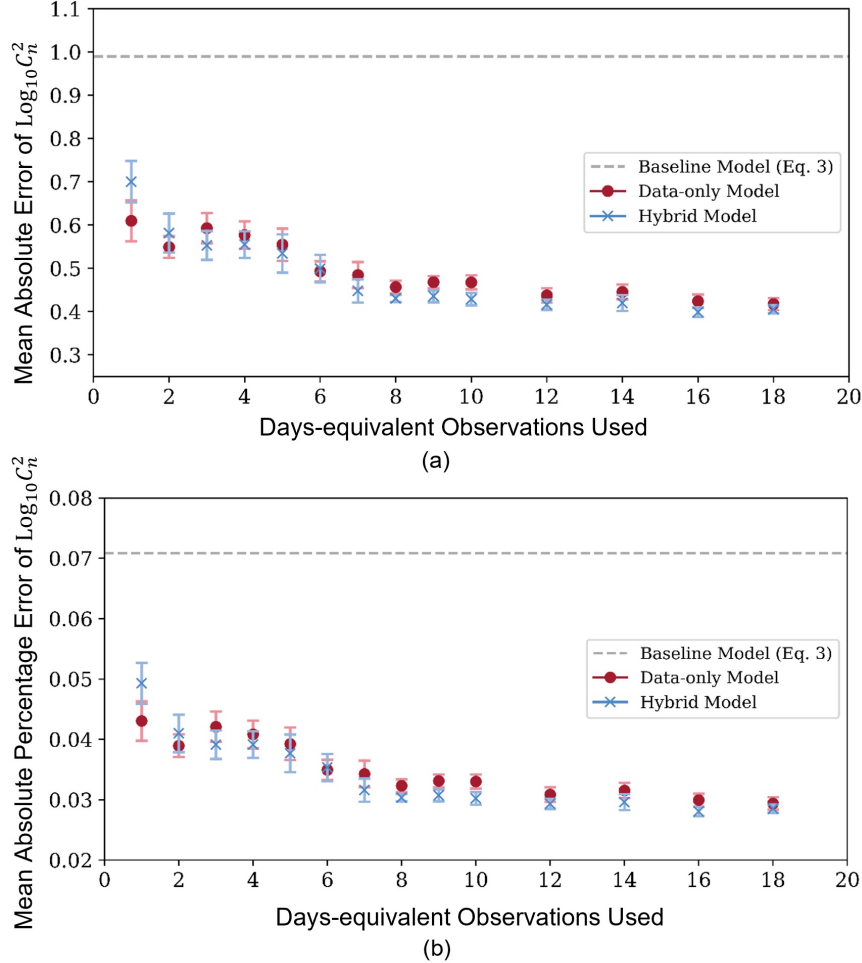 Mean Absolute Error of Log₁₀C²ₙ
1.1
1.0
0.9
0.8
0.7
0.6
0.5
0.4
0.3
Baseline Model (Eq. 3)
Data-only Model
Hybrid Model
0 2 4 6 8 10 12 14 16 18 20
Days-equivalent Observations Used
(a)
Mean Absolute Percentage Error of Log₁₀C²ₙ
0.08
0.07
0.06
0.05
0.04
0.03
0.02
Baseline Model (Eq. 3)
Data-only Model
Hybrid Model
0 2 4 6 8 10 12 14 16 18 20
Days-equivalent Observations Used
(b)